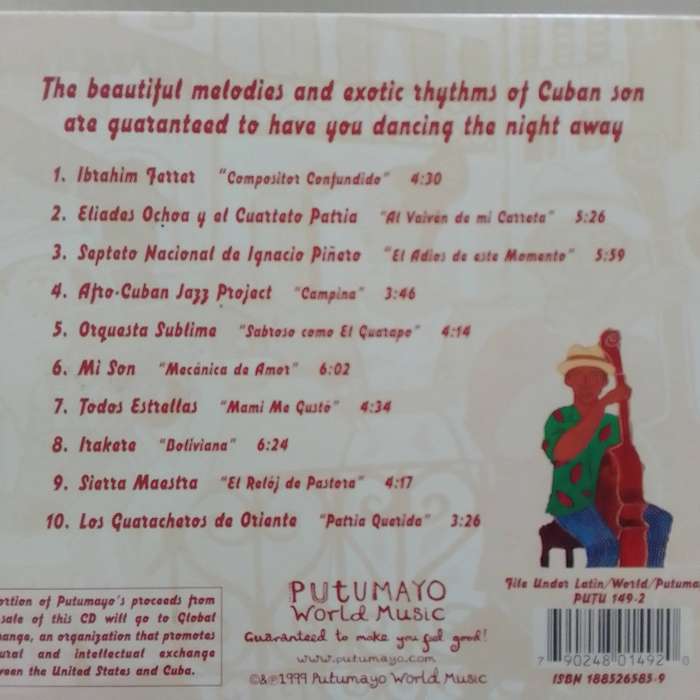 The beautiful melodies and exotic rhythms of Cuban son
are guaranteed to have you dancing the night away
1. Ibrahim Ferrer "Compositor Confundido" 4:30
2. Eliades Ochoa y el Cuarteto Patria "Al Vaivén de mi Carreta" 5:26
3. Septeto Nacional de Ignacio Piñero "El Adios de este Momento" 5:59
4. Afro-Cuban Jazz Project "Campina" 3:46
5. Orquesta Sublime "Sabroso como El Guarapo" 4:14
6. Mi Son "Mecánica de Amor" 6:02
7. Todos Estrellas "Mami Me Gustó" 4:34
8. Irakere "Boliviana" 6:24
9. Sierra Maestra "El Relój de Pastora" 4:17
10. Los Guaracheros de Oriente "Patria Querida" 3:26
ortion of Putumayo's proceeds from
sale of this CD will go to Global
hange, an organization that promotes
ural and intellectual exchange
ween the United States and Cuba.
PUTUMAYO
World Music
Guaranteed to make you feel good!
www.putumayo.com
©&℗1999 Putumayo World Music
File Under Latin/World/Putuma
PUTU 149-2
7 90248 01492 0
ISBN 188526585-9